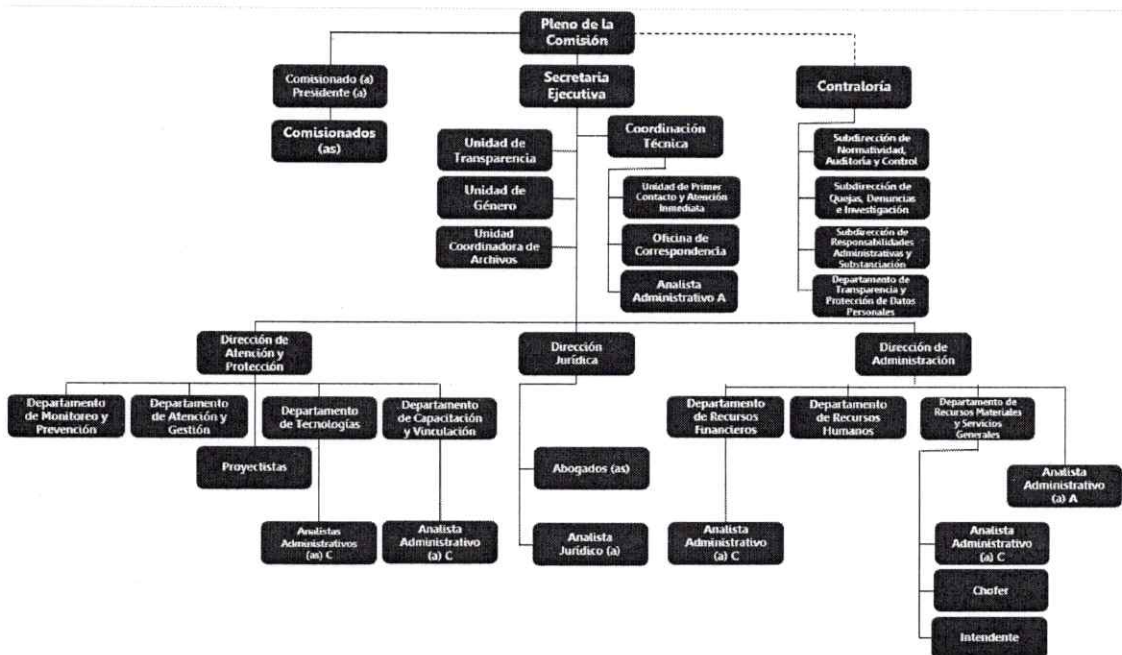 Pleno de la
Comisión
Comisionado (a)
Presidente (a)
Secretaria
Ejecutiva
Contraloría
Comisionados
(as)
Coordinación
Técnica
Unidad de
Transparencia
Subdirección de
Normatividad,
Auditoría y Control
Unidad de
Género
Unidad de Primer
Contacto y Atención
Inmediata
Subdirección de
Quejas, Denuncias
e Investigación
Unidad
Coordinadora de
Archivos
Oficina de
Correspondencia
Subdirección de
Responsabilidades
Administrativas y
Substanciación
Analista
Administrativo A
Departamento de
Transparencia y
Protección de Datos
Personales
Dirección de
Atención y
Protección
Dirección
Jurídica
Dirección de
Administración
Departamento
de Monitoreo y
Prevención
Departamento
de Atención y
Gestión
Departamento
de Tecnologías
Departamento
de Capacitación
y Vinculación
Departamento
de Recursos
Financieros
Departamento
de Recursos
Humanos
Departamento de
Recursos Materiales
y Servicios
Generales
Proyectistas
Abogados (as)
Analista
Administrativo
(a) A
Analistas
Administrativos
(as) C
Analista
Administrativo
(a) C
Analista
Jurídico (a)
Analista
Administrativo
(a) C
Analista
Administrativo
(a) C
Chofer
Intendente